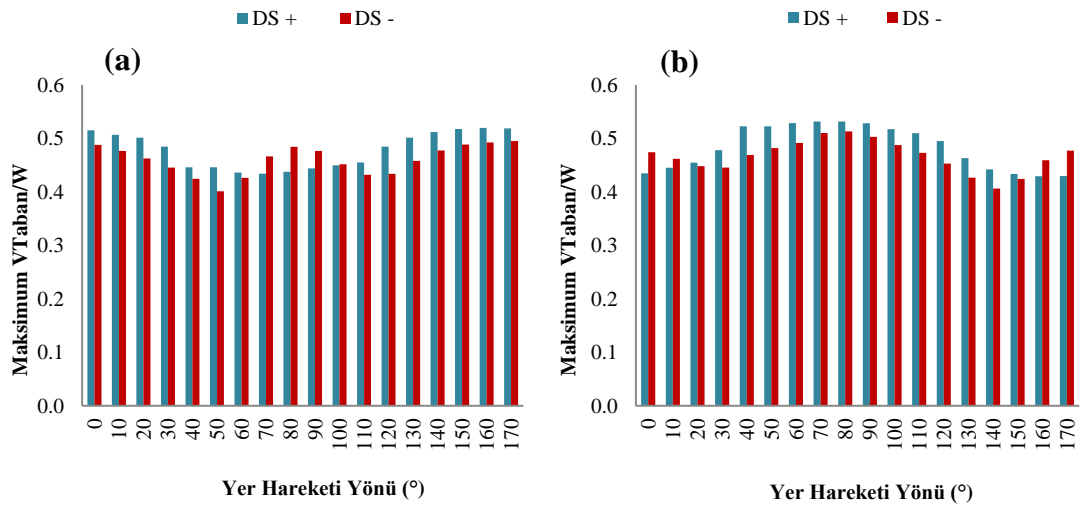 DS + DS -
(a)
Maksimum VTaban/W
0.6
0.5
0.4
0.3
0.2
0.1
0.0
0 10 20 30 40 50 60 70 80 90 100 110 120 130 140 150 160 170
Yer Hareketi Yönü (°)
DS + DS -
(b)
Maksimum VTaban/W
0.6
0.5
0.4
0.3
0.2
0.1
0.0
0 10 20 30 40 50 60 70 80 90 100 110 120 130 140 150 160 170
Yer Hareketi Yönü (°)